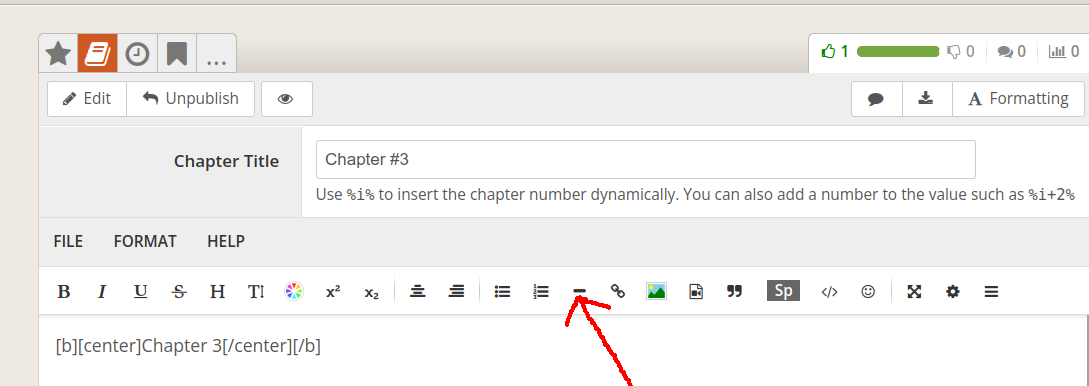 ...
1 0 0 0
Edit Unpublish A Formatting
Chapter Title Chapter #3
Use %i% to insert the chapter number dynamically. You can also add a number to the value such as %i+2%
FILE FORMAT HELP
B I U S H TI x² x₂ Sp </>
[b][center]Chapter 3[/center][/b]